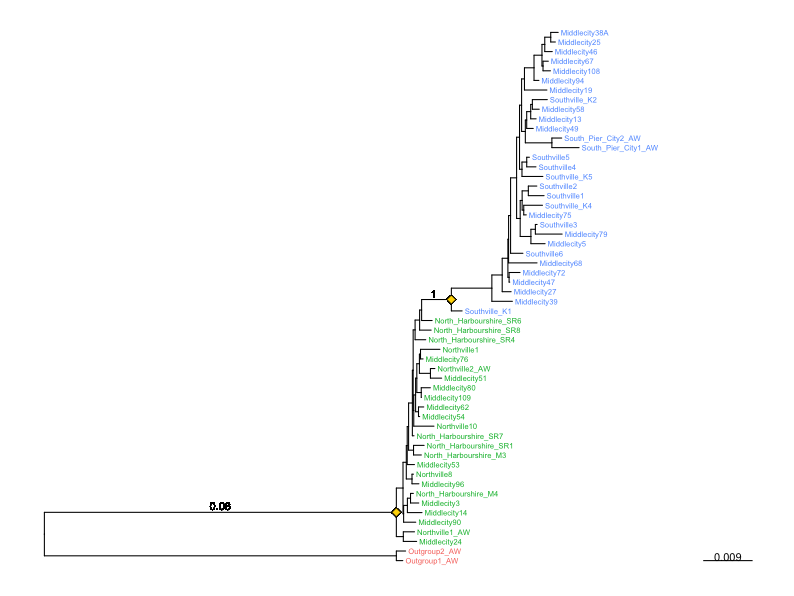 Middlecity38A
Middlecity25
Middlecity46
Middlecity67
Middlecity108
Middlecity94
Middlecity19
Southville_K2
Middlecity58
Middlecity13
Middlecity49
South_Pier_City2_AW
South_Pier_City1_AW
Southville5
Southville4
Southville_K5
Southville2
Southville1
Southville_K4
Middlecity75
Southville3
Middlecity79
Middlecity5
Southville6
Middlecity68
Middlecity72
Middlecity47
Middlecity27
1
Middlecity39
Southville_K1
North_Harbourshire_SR6
North_Harbourshire_SR8
North_Harbourshire_SR4
Northville1
Middlecity76
Northville2_AW
Middlecity51
Middlecity80
Middlecity109
Middlecity62
Middlecity54
Northville10
North_Harbourshire_SR7
North_Harbourshire_SR1
North_Harbourshire_M3
Middlecity53
Northville8
Middlecity96
North_Harbourshire_M4
Middlecity3
Middlecity14
Middlecity90
Northville1_AW
Middlecity24
Outgroup2_AW
Outgroup1_AW
0.009